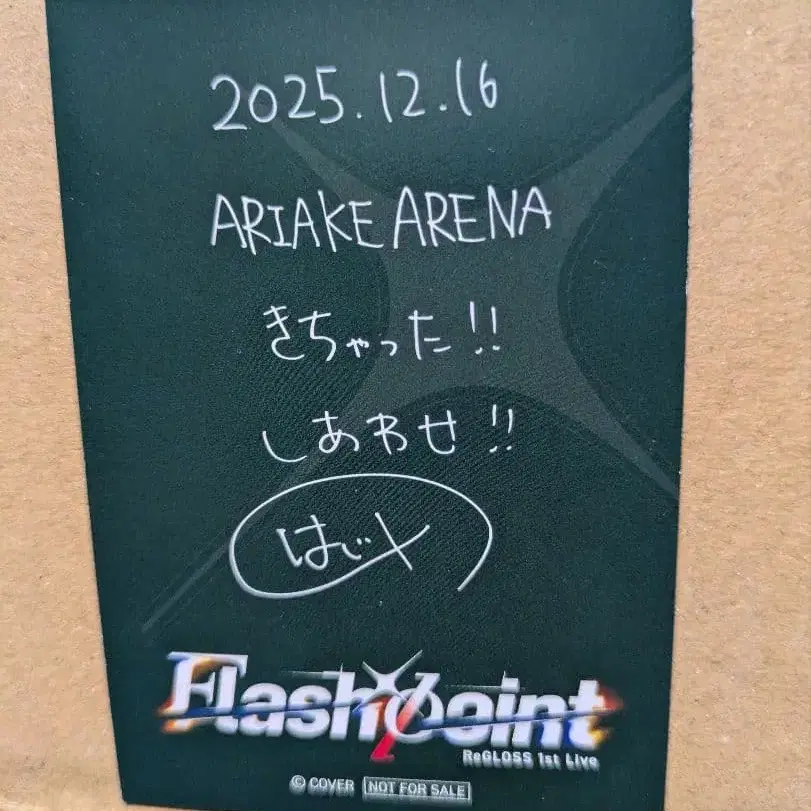 2025.12.16
ARIAKE ARENA
きちゃった!!
しあわせ!!
はじメ
FlashPoint
ReGLOSS 1st Live
© COVER NOT FOR SALE